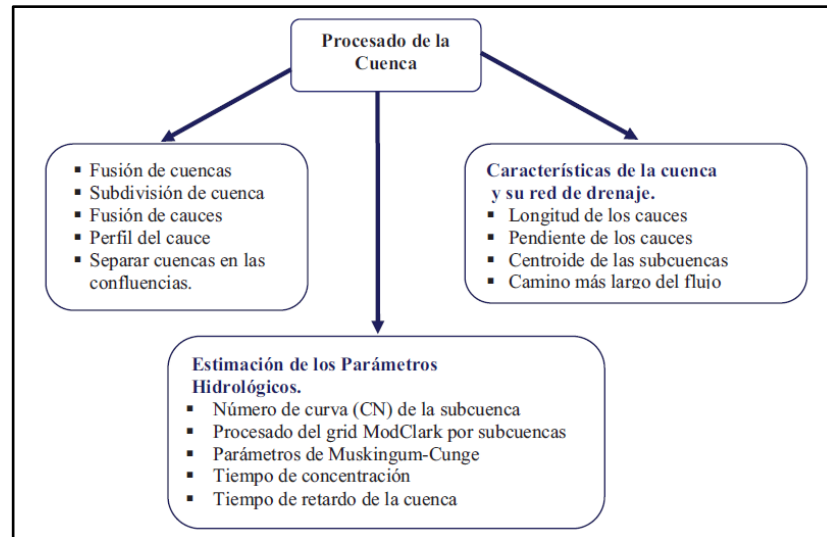 Procesado de la
Cuenca
▪ Fusión de cuencas
▪ Subdivisión de cuenca
▪ Fusión de cauces
▪ Perfil del cauce
▪ Separar cuencas en las
confluencias.
Características de la cuenca
y su red de drenaje.
▪ Longitud de los cauces
▪ Pendiente de los cauces
▪ Centroide de las subcuencas
▪ Camino más largo del flujo
Estimación de los Parámetros
Hidrológicos.
▪ Número de curva (CN) de la subcuenca
▪ Procesado del grid ModClark por subcuencas
▪ Parámetros de Muskingum-Cunge
▪ Tiempo de concentración
▪ Tiempo de retardo de la cuenca